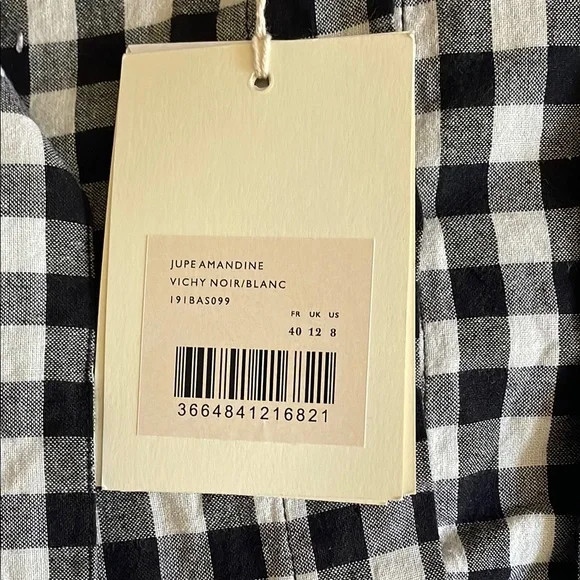 JUPE AMANDINE
VICHY NOIR/BLANC
191BAS099
FR UK US
40 12 8
3664841216821